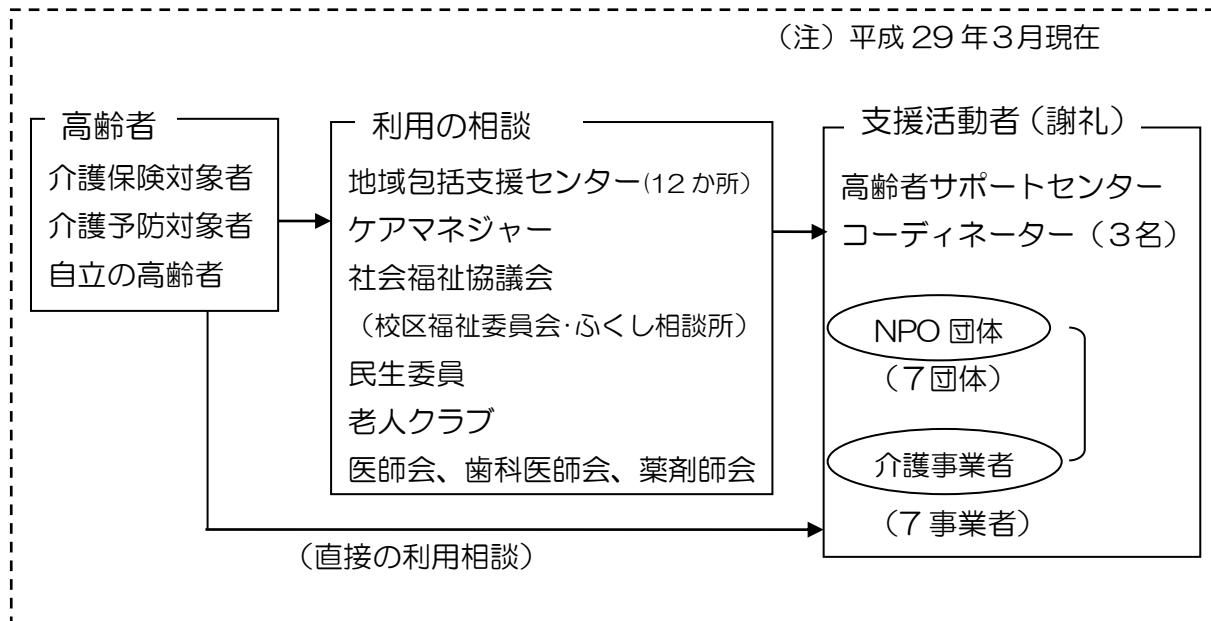 （注）平成 29 年３月現在
高齢者
介護保険対象者
介護予防対象者
自立の高齢者
利用の相談
地域包括支援センター(12 か所）
ケアマネジャー
社会福祉協議会
（校区福祉委員会･ふくし相談所）
民生委員
老人クラブ
医師会、歯科医師会、薬剤師会
支援活動者（謝礼）
高齢者サポートセンター
コーディネーター（３名）
NPO 団体
（７団体）
介護事業者
（７事業者）
（直接の利用相談）